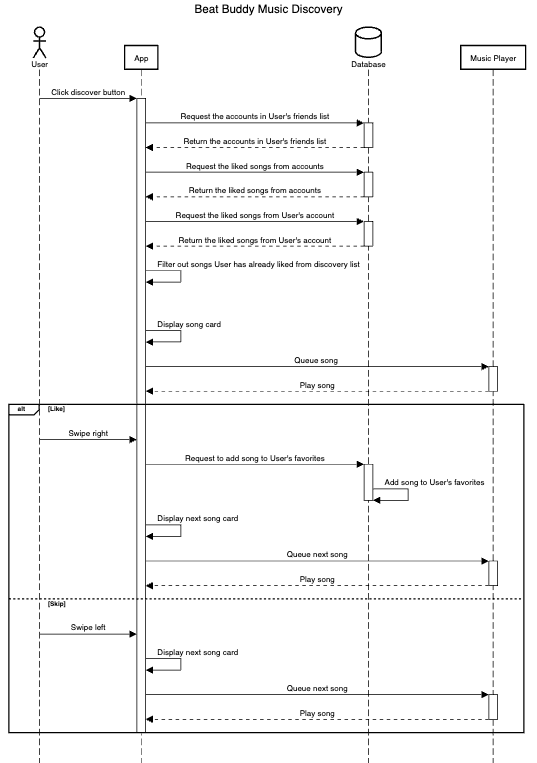 Beat Buddy Music Discovery
User
App
Database
Music Player
Click discover button
Request the accounts in User's friends list
Return the accounts in User's friends list
Request the liked songs from accounts
Return the liked songs from accounts
Request the liked songs from User's account
Return the liked songs from User's account
Filter out songs User has already liked from discovery list
Display song card
Queue song
Play song
alt
[Like]
Swipe right
Request to add song to User's favorites
Add song to User's favorites
Display next song card
Queue next song
Play song
[Skip]
Swipe left
Display next song card
Queue next song
Play song